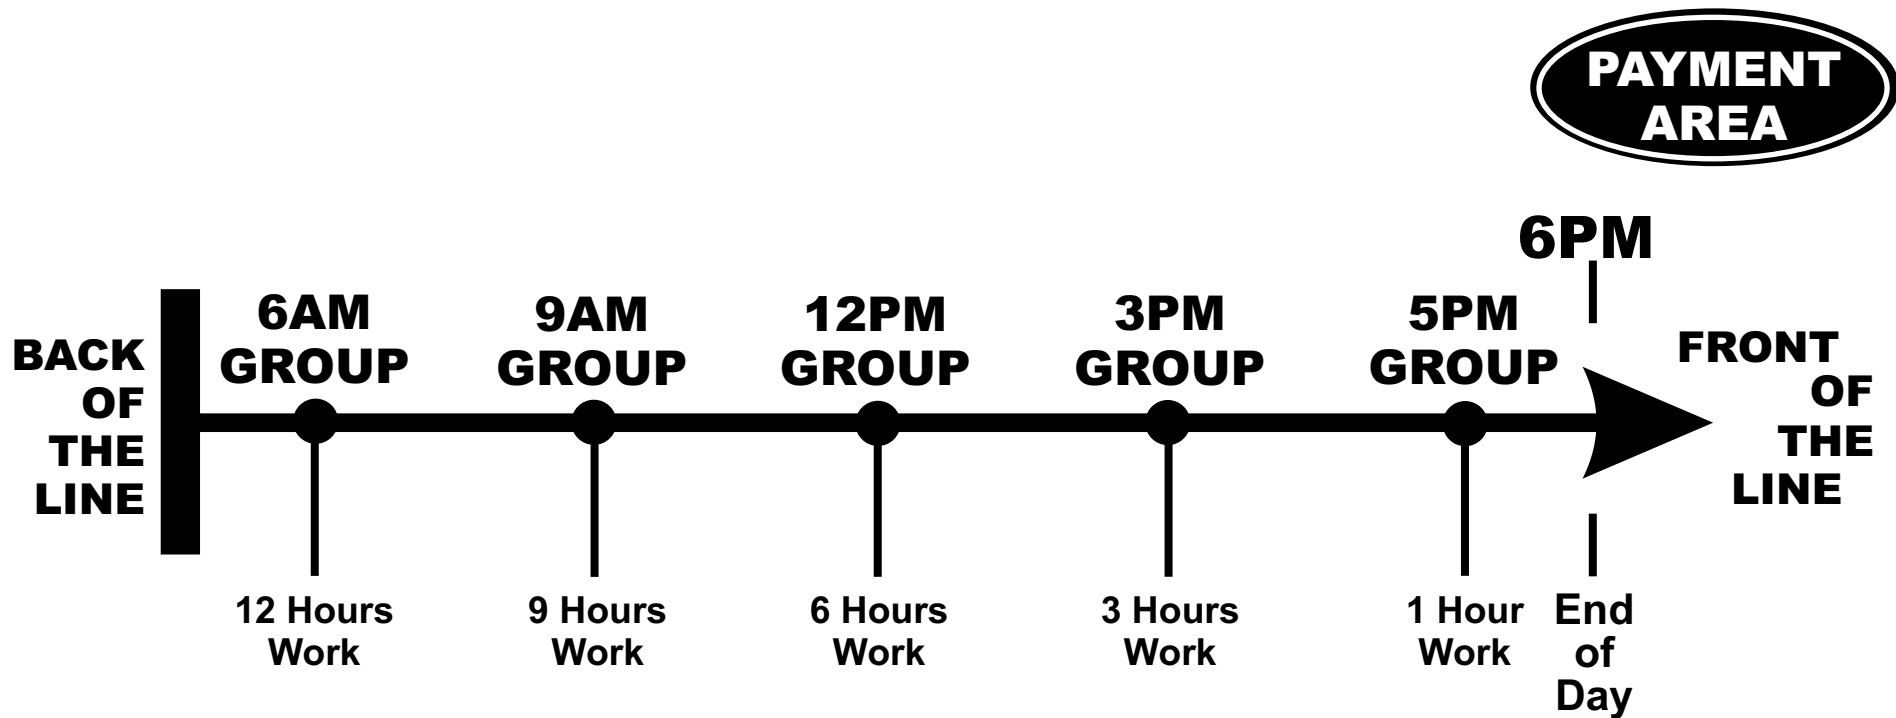 PAYMENT
AREA
6PM
BACK
OF
THE
LINE
6AM
GROUP
9AM
GROUP
12PM
GROUP
3PM
GROUP
5PM
GROUP
FRONT
OF
THE
LINE
12 Hours
Work
9 Hours
Work
6 Hours
Work
3 Hours
Work
1 Hour
Work
End
of
Day